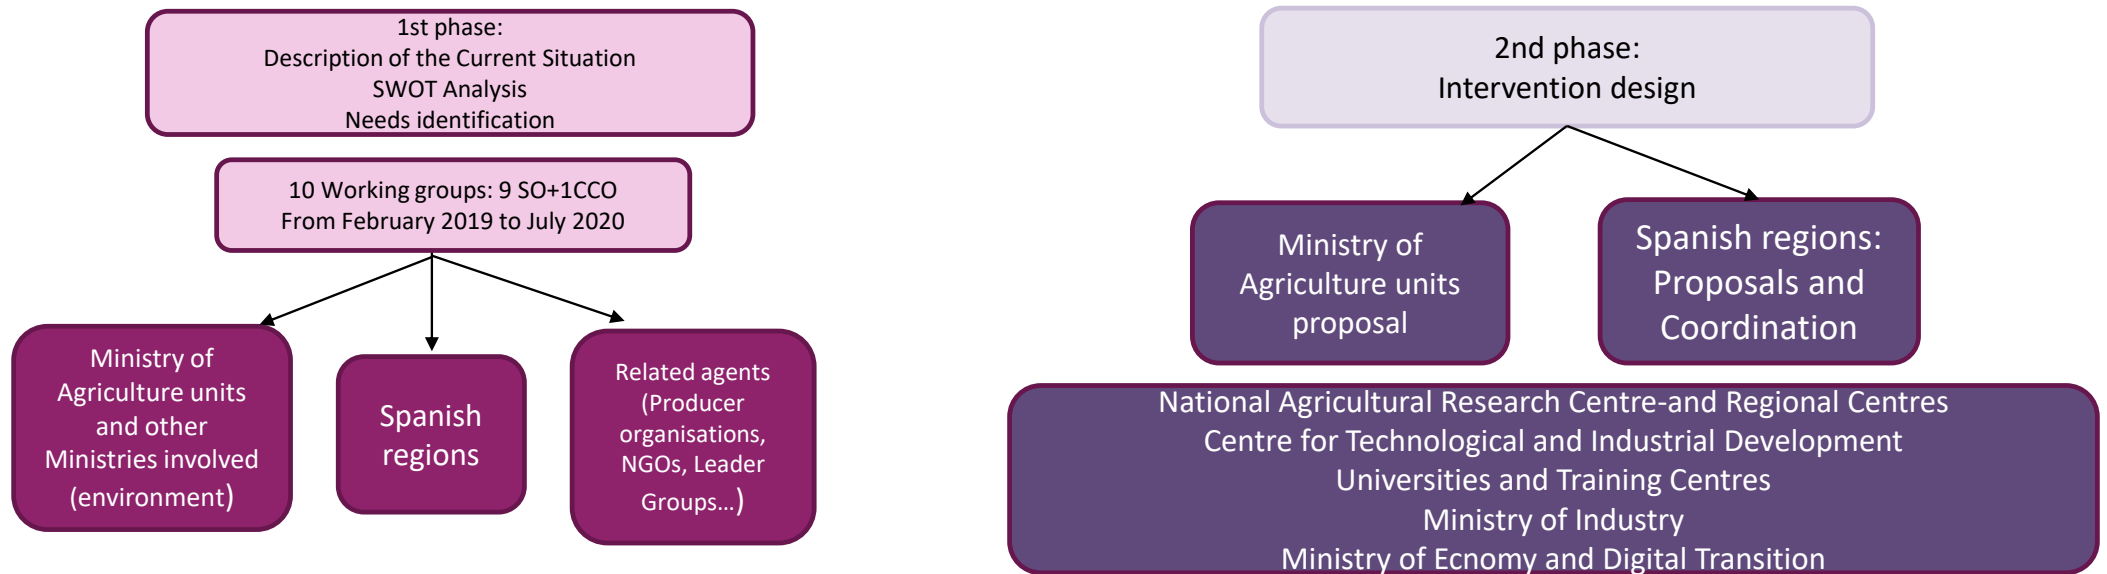 1st phase:
Description of the Current Situation
SWOT Analysis
Needs identification
10 Working groups: 9 SO+1CCO
From February 2019 to July 2020
Ministry of
Agriculture units
and other
Ministries involved
(environment)
Spanish
regions
Related agents
(Producer
organisations,
NGOs, Leader
Groups…)
2nd phase:
Intervention design
Ministry of
Agriculture units
proposal
Spanish regions:
Proposals and
Coordination
National Agricultural Research Centre-and Regional Centres
Centre for Technological and Industrial Development
Universities and Training Centres
Ministry of Industry
Ministry of Ecnomy and Digital Transition